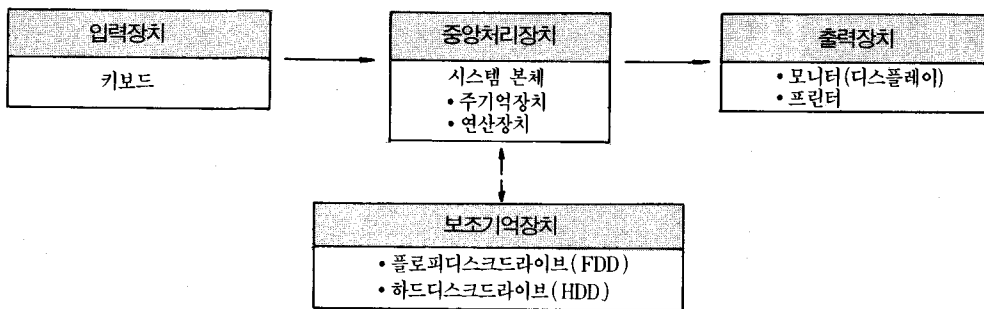 입력장치
키보드
중앙처리장치
시스템 본체
• 주기억장치
• 연산장치
출력장치
• 모니터(디스플레이)
• 프린터
보조기억장치
• 플로피디스크드라이브(FDD)
• 하드디스크드라이브(HDD)